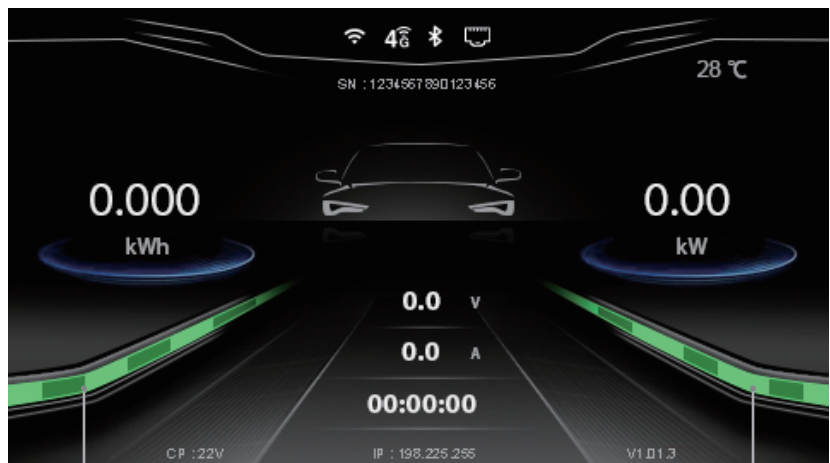 4G
SN : 1234567890123456
28 ℃
0.000
kWh
0.00
kW
0.0 V
0.0 A
00:00:00
CP :22V
IP : 198.225.255
V1.01.3